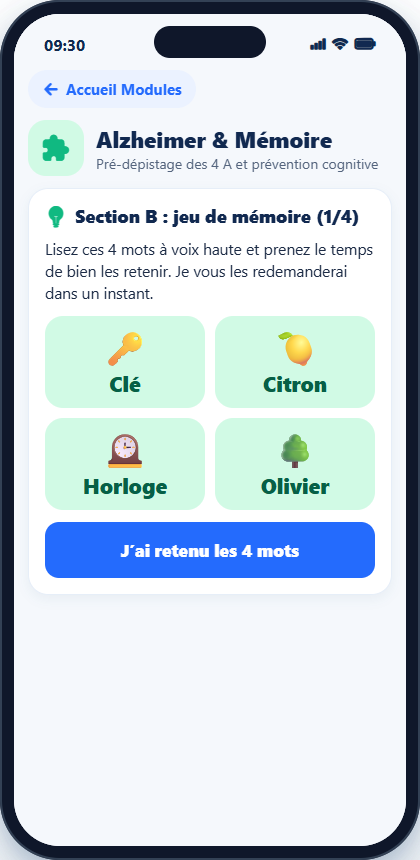 09:30
Accueil Modules
Alzheimer & Mémoire
Pré-dépistage des 4 A et prévention cognitive
Section B : jeu de mémoire (1/4)
Lisez ces 4 mots à voix haute et prenez le temps
de bien les retenir. Je vous les redemanderai
dans un instant.
Clé
Citron
Horloge
Olivier
J´ai retenu les 4 mots